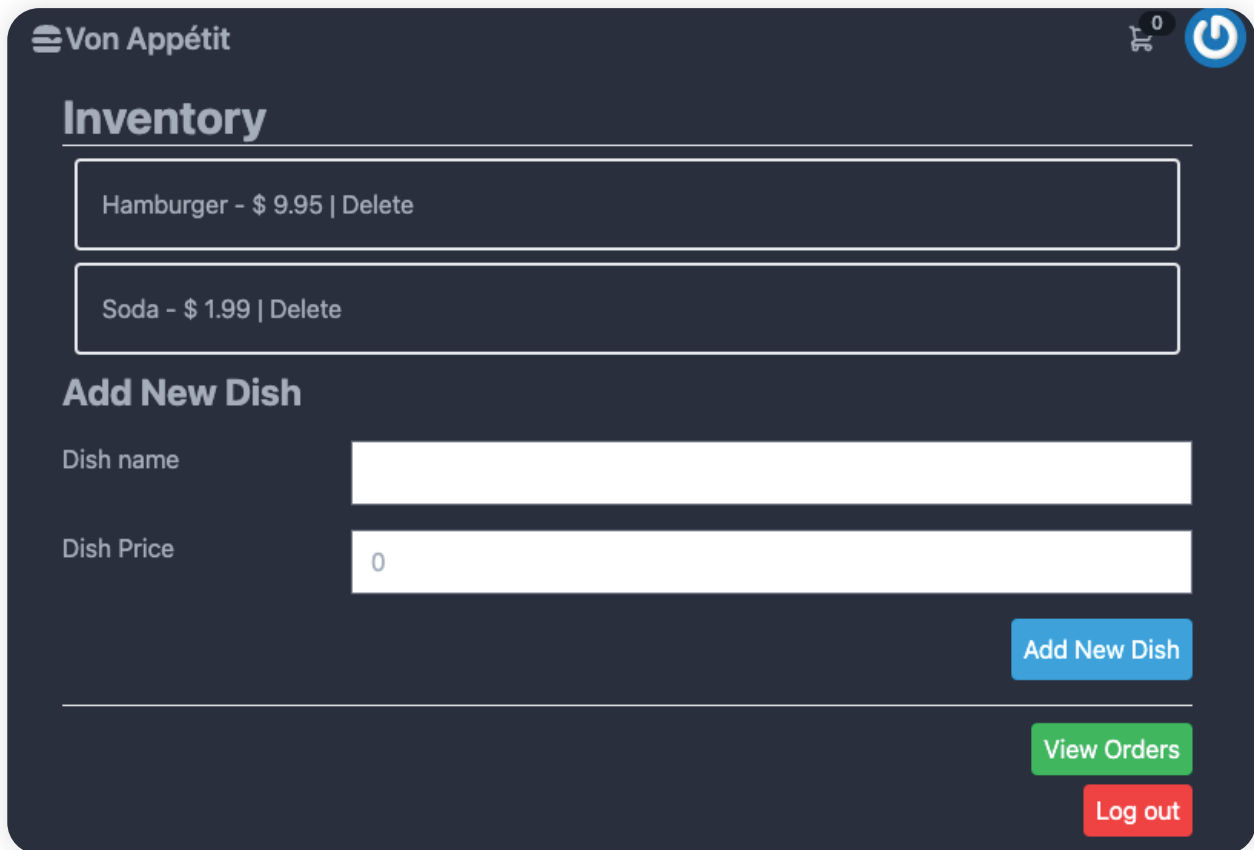 Von Appétit
0
Inventory
Hamburger - $ 9.95 | Delete
Soda - $ 1.99 | Delete
Add New Dish
Dish name
Dish Price
0
Add New Dish
View Orders
Log out